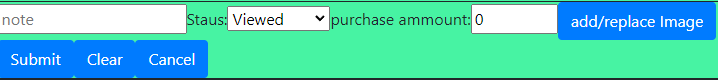 note Staus: Viewed purchase ammount: 0 add/replace Image
Submit Clear Cancel